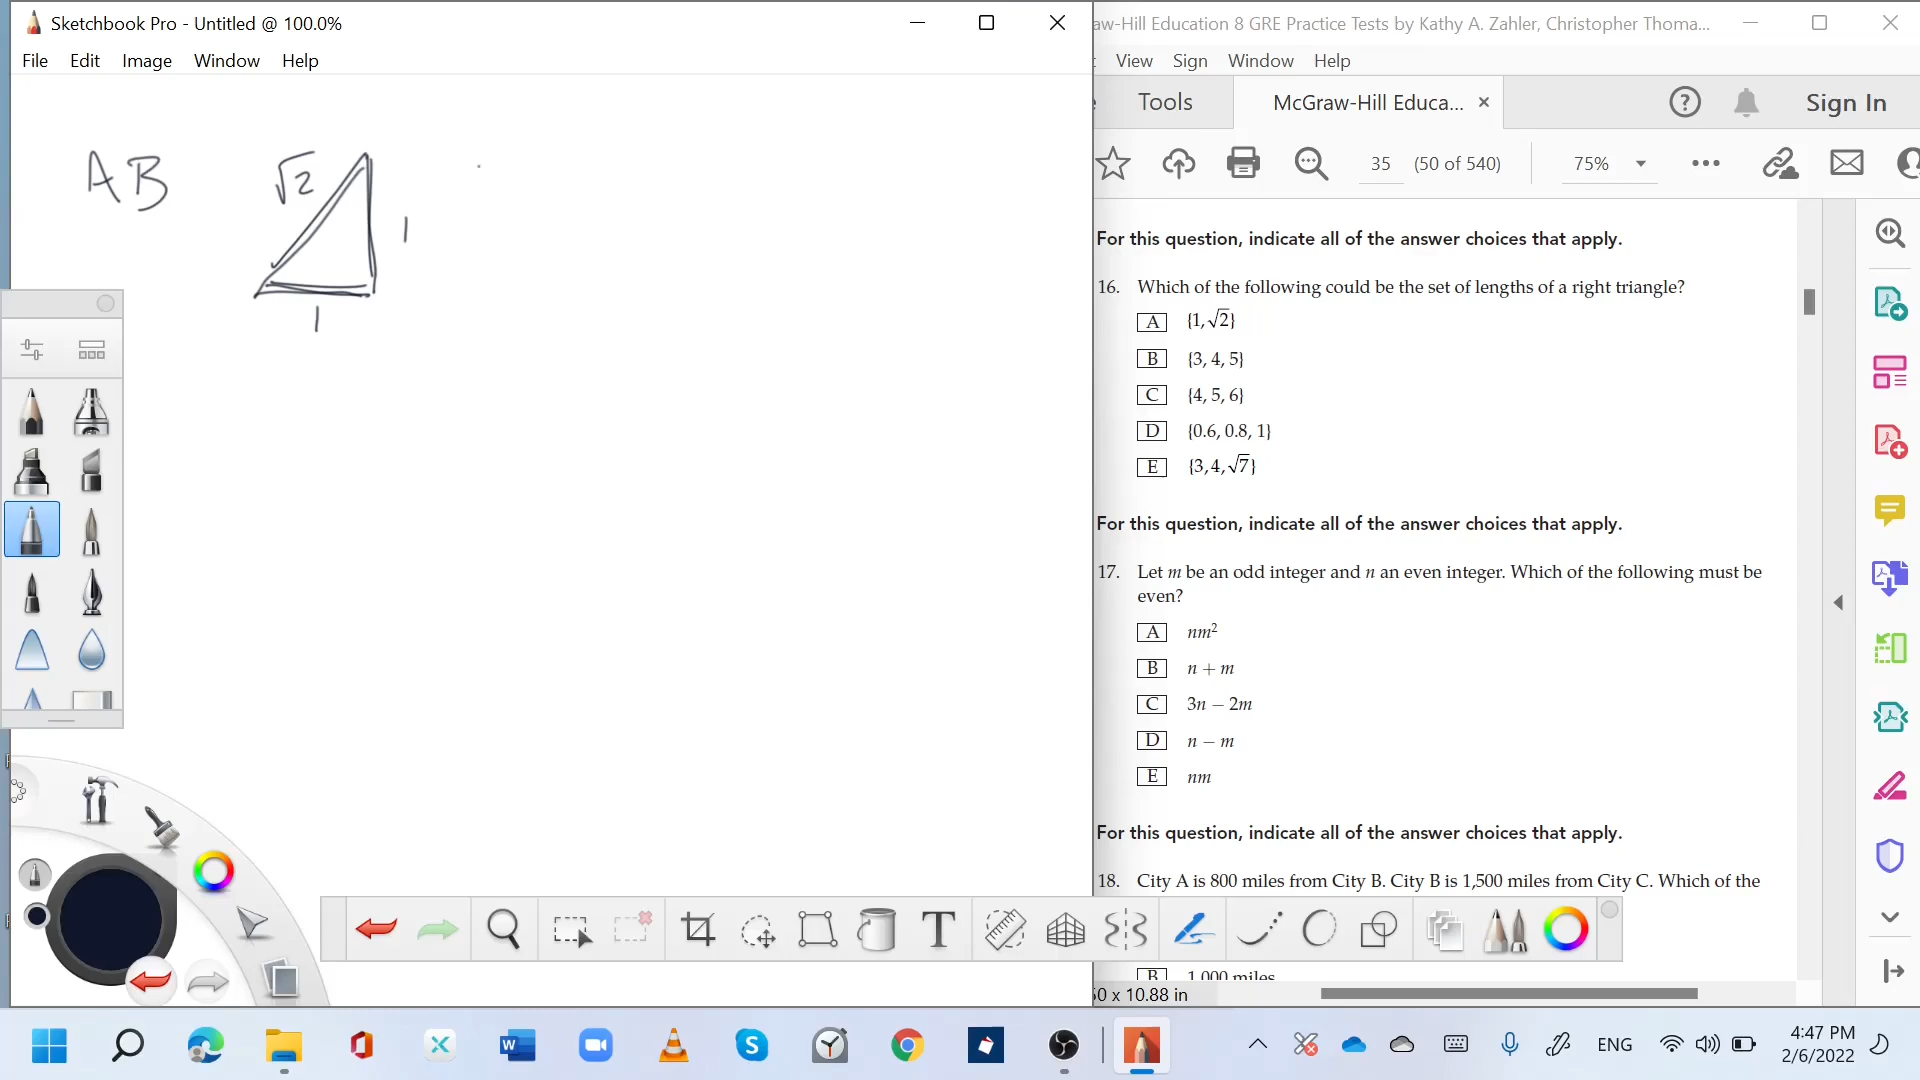 Sketchbook Pro - Untitled @ 100.0%
File Edit Image Window Help
AB √2 1
1
aw-Hill Education 8 GRE Practice Tests by Kathy A. Zahler, Christopher Thoma...
View Sign Window Help
Tools McGraw-Hill Educa... × Sign In
35 (50 of 540) 75%
For this question, indicate all of the answer choices that apply.
16. Which of the following could be the set of lengths of a right triangle?
A {1, √2}
B {3, 4, 5}
C {4, 5, 6}
D {0.6, 0.8, 1}
E {3, 4, √7}
For this question, indicate all of the answer choices that apply.
17. Let m be an odd integer and n an even integer. Which of the following must be
even?
A nm²
B n + m
C 3n – 2m
D n – m
E nm
For this question, indicate all of the answer choices that apply.
18. City A is 800 miles from City B. City B is 1,500 miles from City C. Which of the
B 1,000 miles
0 x 10.88 in
ENG
4:47 PM
2/6/2022